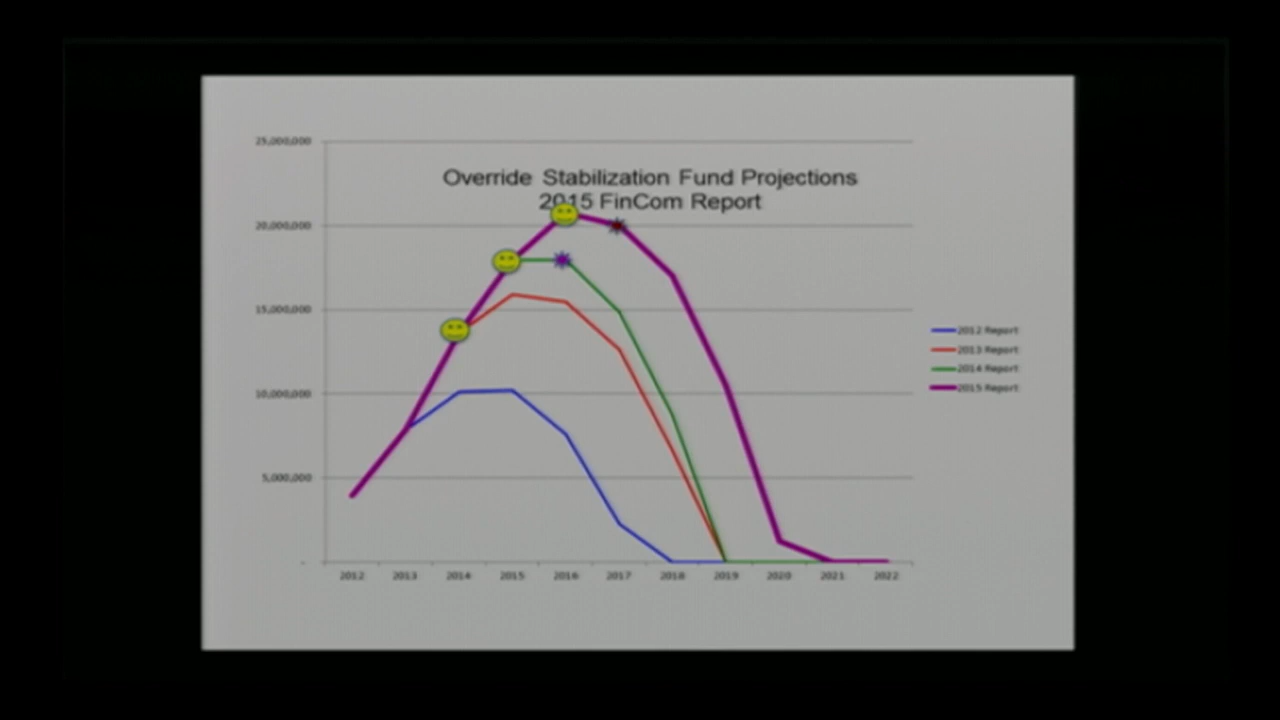 Override Stabilization Fund Projections
2015 FinCom Report
25,000,000
20,000,000
15,000,000
10,000,000
5,000,000
-
2012 2013 2014 2015 2016 2017 2018 2019 2020 2021 2022
2012 Report
2013 Report
2014 Report
2015 Report